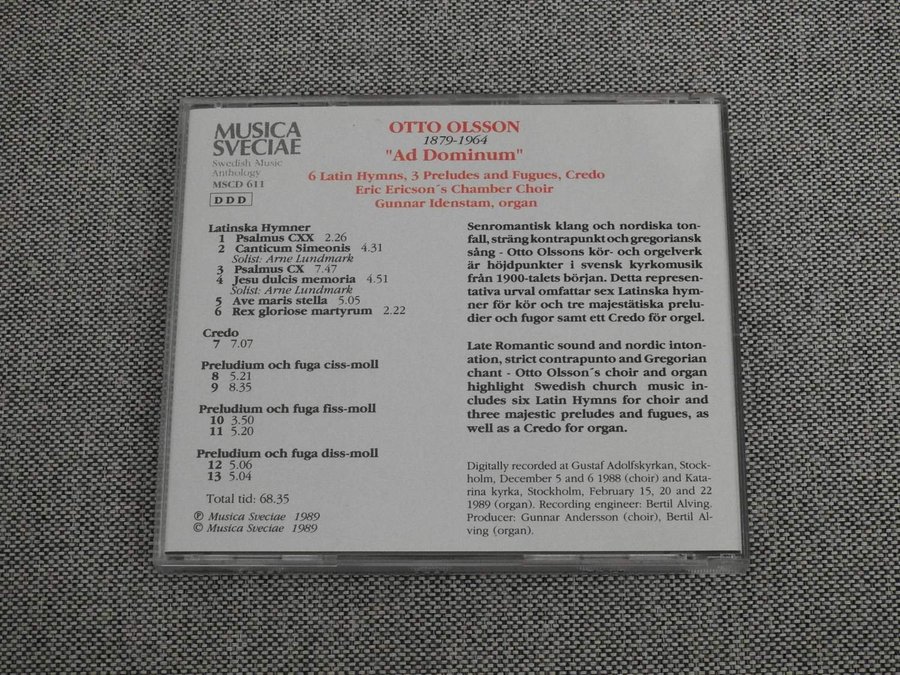 MUSICA
SVECIAE
Swedish Music
Anthology
MSCD 611
DDD
OTTO OLSSON
1879-1964
"Ad Dominum"
6 Latin Hymns, 3 Preludes and Fugues, Credo
Eric Ericson´s Chamber Choir
Gunnar Idenstam, organ
Latinska Hymner
1 Psalmus CXX 2.26
2 Canticum Simeonis 4.31
Solist: Arne Lundmark
3 Psalmus CX 7.47
4 Jesu dulcis memoria 4.51
Solist: Arne Lundmark
5 Ave maris stella 5.05
6 Rex gloriose martyrum 2.22
Credo
7 7.07
Preludium och fuga ciss-moll
8 5.21
9 8.35
Preludium och fuga fiss-moll
10 3.50
11 5.20
Preludium och fuga diss-moll
12 5.06
13 5.04
Total tid: 68.35
℗ Musica Sveciae 1989
© Musica Sveciae 1989
Senromantisk klang och nordiska ton-
fall, sträng kontrapunkt och gregoriansk
sång - Otto Olssons kör- och orgelverk
är höjdpunkter i svensk kyrkomusik
från 1900-talets början. Detta represen-
tativa urval omfattar sex Latinska hym-
ner för kör och tre majestätiska prelu-
dier och fugor samt ett Credo för orgel.
Late Romantic sound and nordic inton-
ation, strict contrapunto and Gregorian
chant - Otto Olsson´s choir and organ
highlight Swedish church music in-
cludes six Latin Hymns for choir and
three majestic preludes and fugues, as
well as a Credo for organ.
Digitally recorded at Gustaf Adolfskyrkan, Stock-
holm, December 5 and 6 1988 (choir) and Kata-
rina kyrka, Stockholm, February 15, 20 and 22
1989 (organ). Recording engineer: Bertil Alving.
Producer: Gunnar Andersson (choir), Bertil Al-
ving (organ).